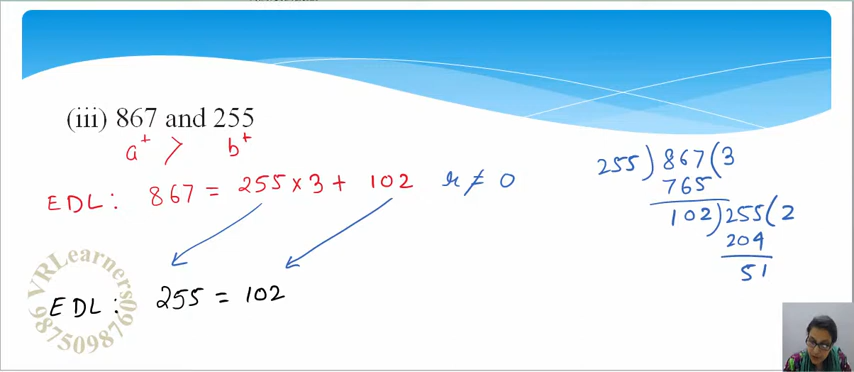 (iii) 867 and 255
a⁺ > b⁺
EDL: 867 = 255 × 3 + 102 r ≠ 0
255 ) 867 ( 3
765
102 ) 255 ( 2
204
51
EDL: 255 = 102
VRLearners
9875098760